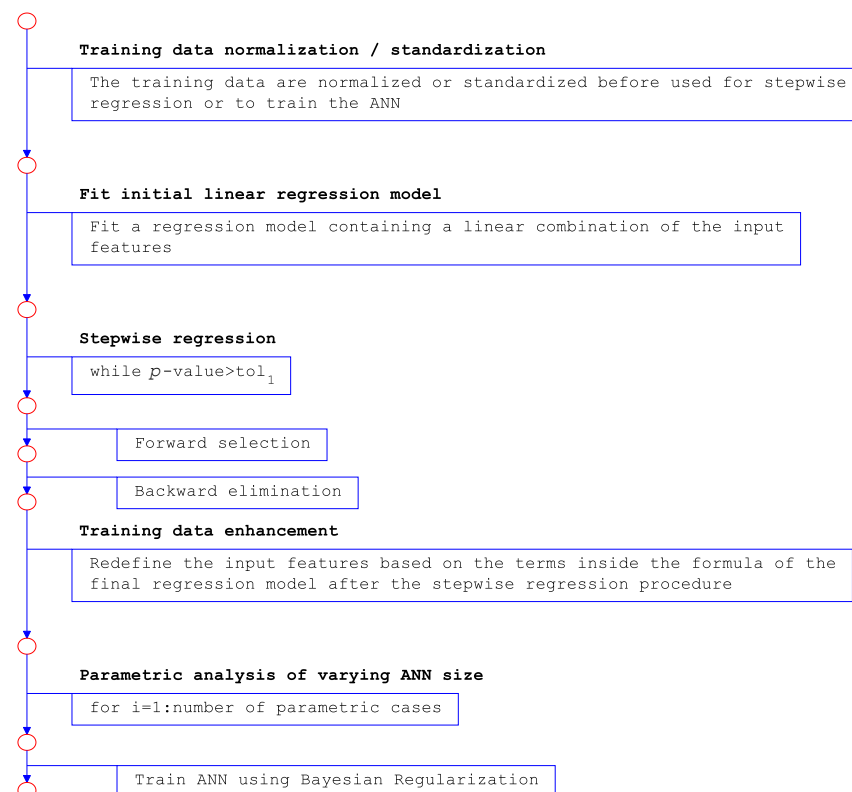 Training data normalization / standardization
The training data are normalized or standardized before used for stepwise
regression or to train the ANN
Fit initial linear regression model
Fit a regression model containing a linear combination of the input
features
Stepwise regression
while p-value>tol₁
Forward selection
Backward elimination
Training data enhancement
Redefine the input features based on the terms inside the formula of the
final regression model after the stepwise regression procedure
Parametric analysis of varying ANN size
for i=1:number of parametric cases
Train ANN using Bayesian Regularization